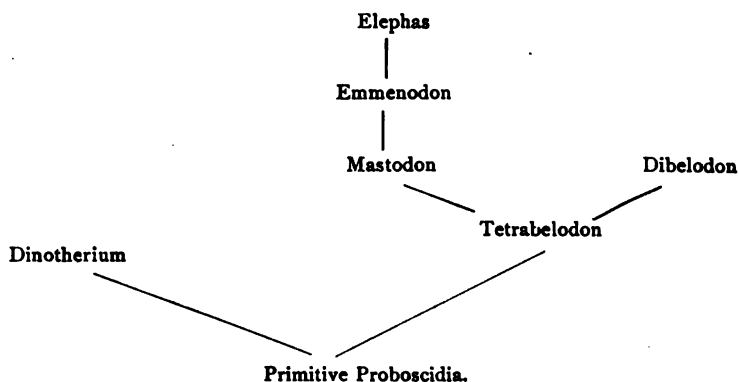 Elephas
Emmenodon
Mastodon Dibelodon
Tetrabelodon
Dinotherium
Primitive Proboscidia.